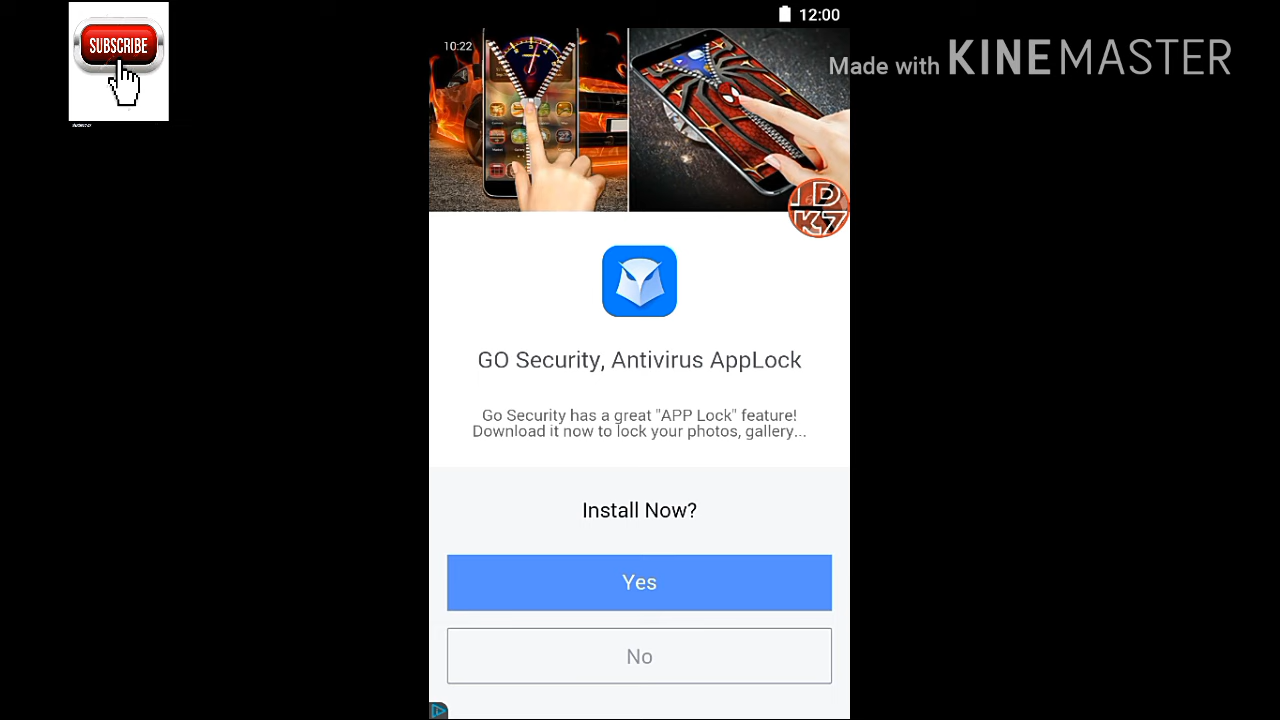 SUBSCRIBE
12:00
10:22
Made with KINEMASTER
IDK7
GO Security, Antivirus AppLock
Go Security has a great "APP Lock" feature!
Download it now to lock your photos, gallery...
Install Now?
Yes
No